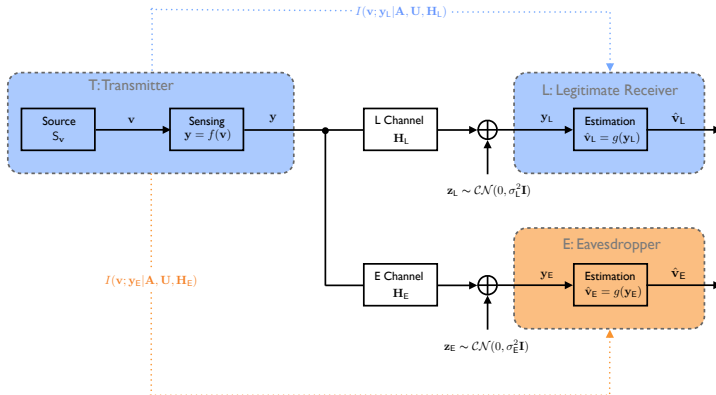 I(v; y_L|A, U, H_L)
T: Transmitter
L: Legitimate Receiver
Source
S_v
v
Sensing
y = f(v)
y
L Channel
H_L
y_L
Estimation
v̂_L = g(y_L)
v̂_L
z_L ∼ CN(0, σ_L^2 I)
E: Eavesdropper
I(v; y_E|A, U, H_E)
E Channel
H_E
y_E
Estimation
v̂_E = g(y_E)
v̂_E
z_E ∼ CN(0, σ_E^2 I)